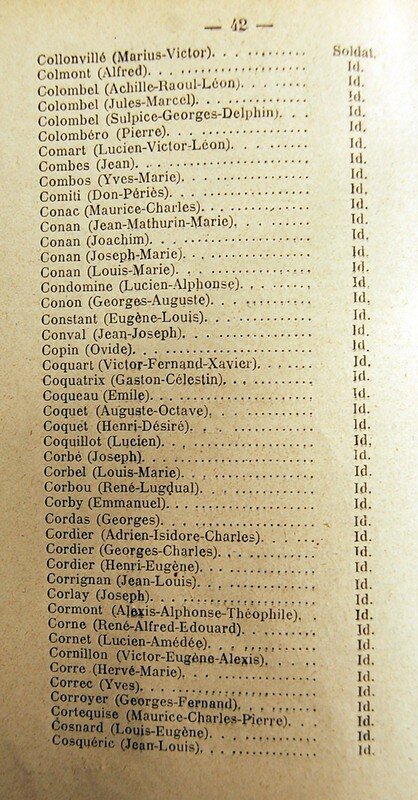 — 42 —
Collonvillé (Marius-Victor). . . . . . . . . . . . Soldat.
Colmont (Alfred). . . . . . . . . . . . . . . . . . Id.
Colombel (Achille-Raoul-Léon). . . . . . . . . . . Id.
Colombel (Jules-Marcel). . . . . . . . . . . . . . Id.
Colombel (Sulpice-Georges-Delphin). . . . . . . . Id.
Colombéro (Pierre). . . . . . . . . . . . . . . . . Id.
Comart (Lucien-Victor-Léon). . . . . . . . . . . . Id.
Combes (Jean). . . . . . . . . . . . . . . . . . . Id.
Combos (Yves-Marie). . . . . . . . . . . . . . . . Id.
Comiti (Don-Périès). . . . . . . . . . . . . . . . Id.
Conac (Maurice-Charles). . . . . . . . . . . . . . Id.
Conan (Jean-Mathurin-Marie). . . . . . . . . . . . Id.
Conan (Joachim). . . . . . . . . . . . . . . . . . Id.
Conan (Joseph-Marie). . . . . . . . . . . . . . . . Id.
Conan (Louis-Marie). . . . . . . . . . . . . . . . Id.
Condomine (Lucien-Alphonse). . . . . . . . . . . . Id.
Conon (Georges-Auguste). . . . . . . . . . . . . . Id.
Constant (Eugène-Louis). . . . . . . . . . . . . . Id.
Conval (Jean-Joseph). . . . . . . . . . . . . . . . Id.
Copin (Ovide). . . . . . . . . . . . . . . . . . . Id.
Coquart (Victor-Fernand-Xavier). . . . . . . . . . Id.
Coquatrix (Gaston-Célestin). . . . . . . . . . . . Id.
Coqueau (Emile). . . . . . . . . . . . . . . . . . Id.
Coquet (Auguste-Octave). . . . . . . . . . . . . . Id.
Coquet (Henri-Désiré). . . . . . . . . . . . . . . Id.
Coquillot (Lucien). . . . . . . . . . . . . . . . . Id.
Corbé (Joseph). . . . . . . . . . . . . . . . . . . Id.
Corbel (Louis-Marie). . . . . . . . . . . . . . . . Id.
Corbou (René-Lugdual). . . . . . . . . . . . . . . Id.
Corby (Emmanuel). . . . . . . . . . . . . . . . . . Id.
Cordas (Georges). . . . . . . . . . . . . . . . . . Id.
Cordier (Adrien-Isidore-Charles). . . . . . . . . . Id.
Cordier (Georges-Charles). . . . . . . . . . . . . Id.
Cordier (Henri-Eugène). . . . . . . . . . . . . . . Id.
Corrignan (Jean-Louis). . . . . . . . . . . . . . . Id.
Corlay (Joseph). . . . . . . . . . . . . . . . . . Id.
Cormont (Alexis-Alphonse-Théophile). . . . . . . . Id.
Corne (René-Alfred-Edouard). . . . . . . . . . . . Id.
Cornet (Lucien-Amédée). . . . . . . . . . . . . . . Id.
Cornillon (Victor-Eugène-Alexis). . . . . . . . . . Id.
Corre (Hervé-Marie). . . . . . . . . . . . . . . . Id.
Correc (Yves). . . . . . . . . . . . . . . . . . . Id.
Corroyer (Georges-Fernand). . . . . . . . . . . . . Id.
Cortequise (Maurice-Charles-Pierre). . . . . . . . Id.
Cosnard (Louis-Eugène). . . . . . . . . . . . . . . Id.
Cosquéric (Jean-Louis). . . . . . . . . . . . . . . Id.